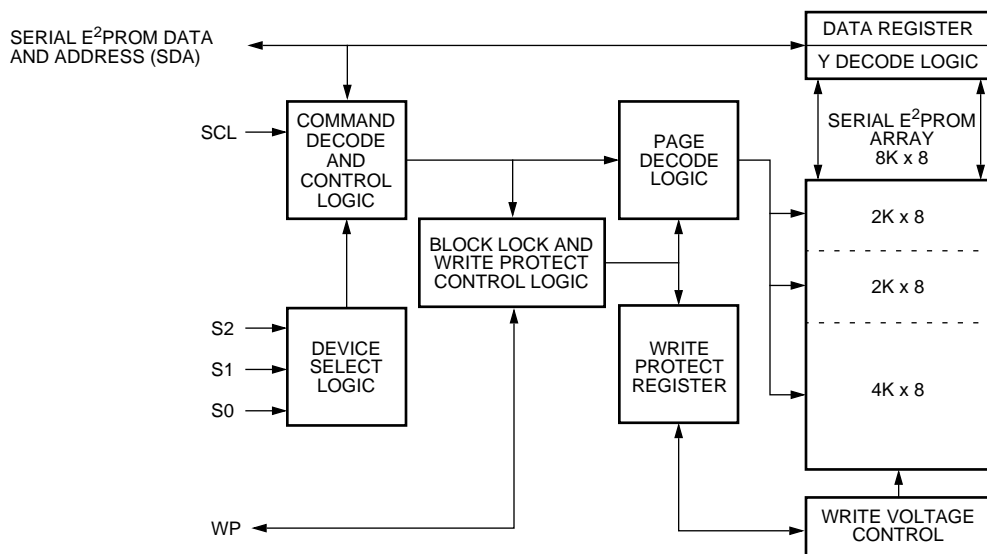 SERIAL E²PROM DATA
AND ADDRESS (SDA)
DATA REGISTER
Y DECODE LOGIC
SCL
COMMAND
DECODE
AND
CONTROL
LOGIC
PAGE
DECODE
LOGIC
SERIAL E²PROM
ARRAY
8K x 8
2K x 8
BLOCK LOCK AND
WRITE PROTECT
CONTROL LOGIC
2K x 8
S2
S1
S0
DEVICE
SELECT
LOGIC
WRITE
PROTECT
REGISTER
4K x 8
WP
WRITE VOLTAGE
CONTROL